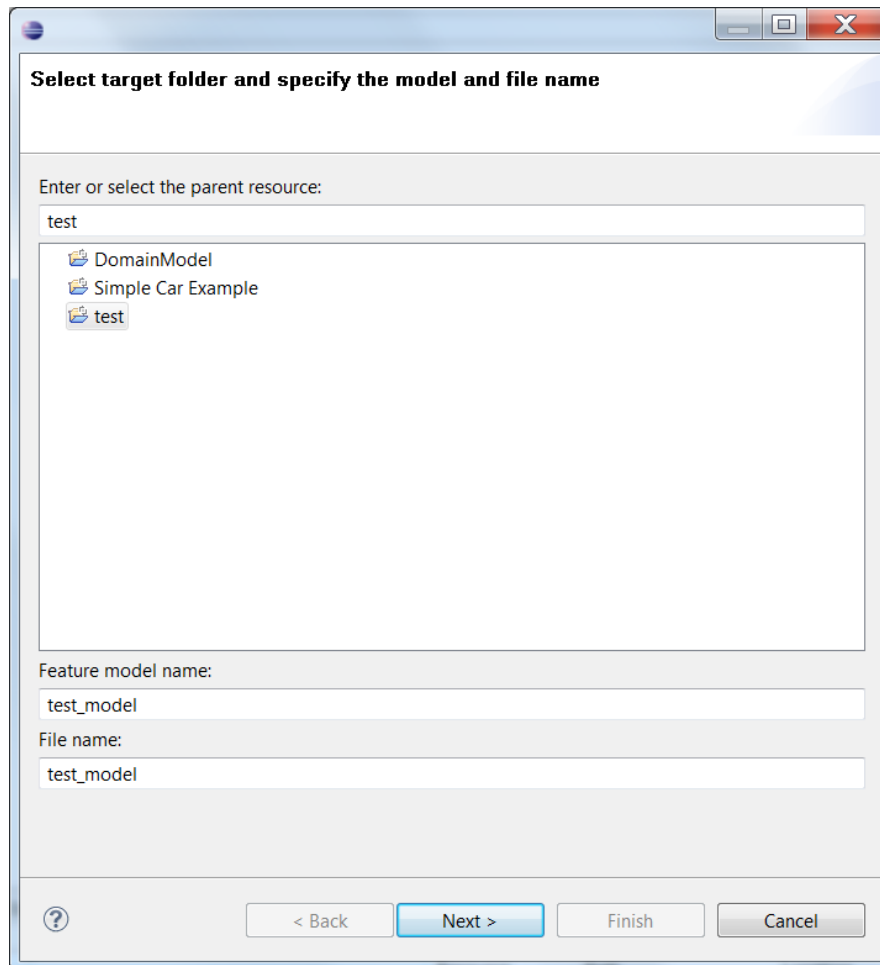 Select target folder and specify the model and file name
Enter or select the parent resource:
test
DomainModel
Simple Car Example
test
Feature model name:
test_model
File name:
test_model
? < Back Next > Finish Cancel